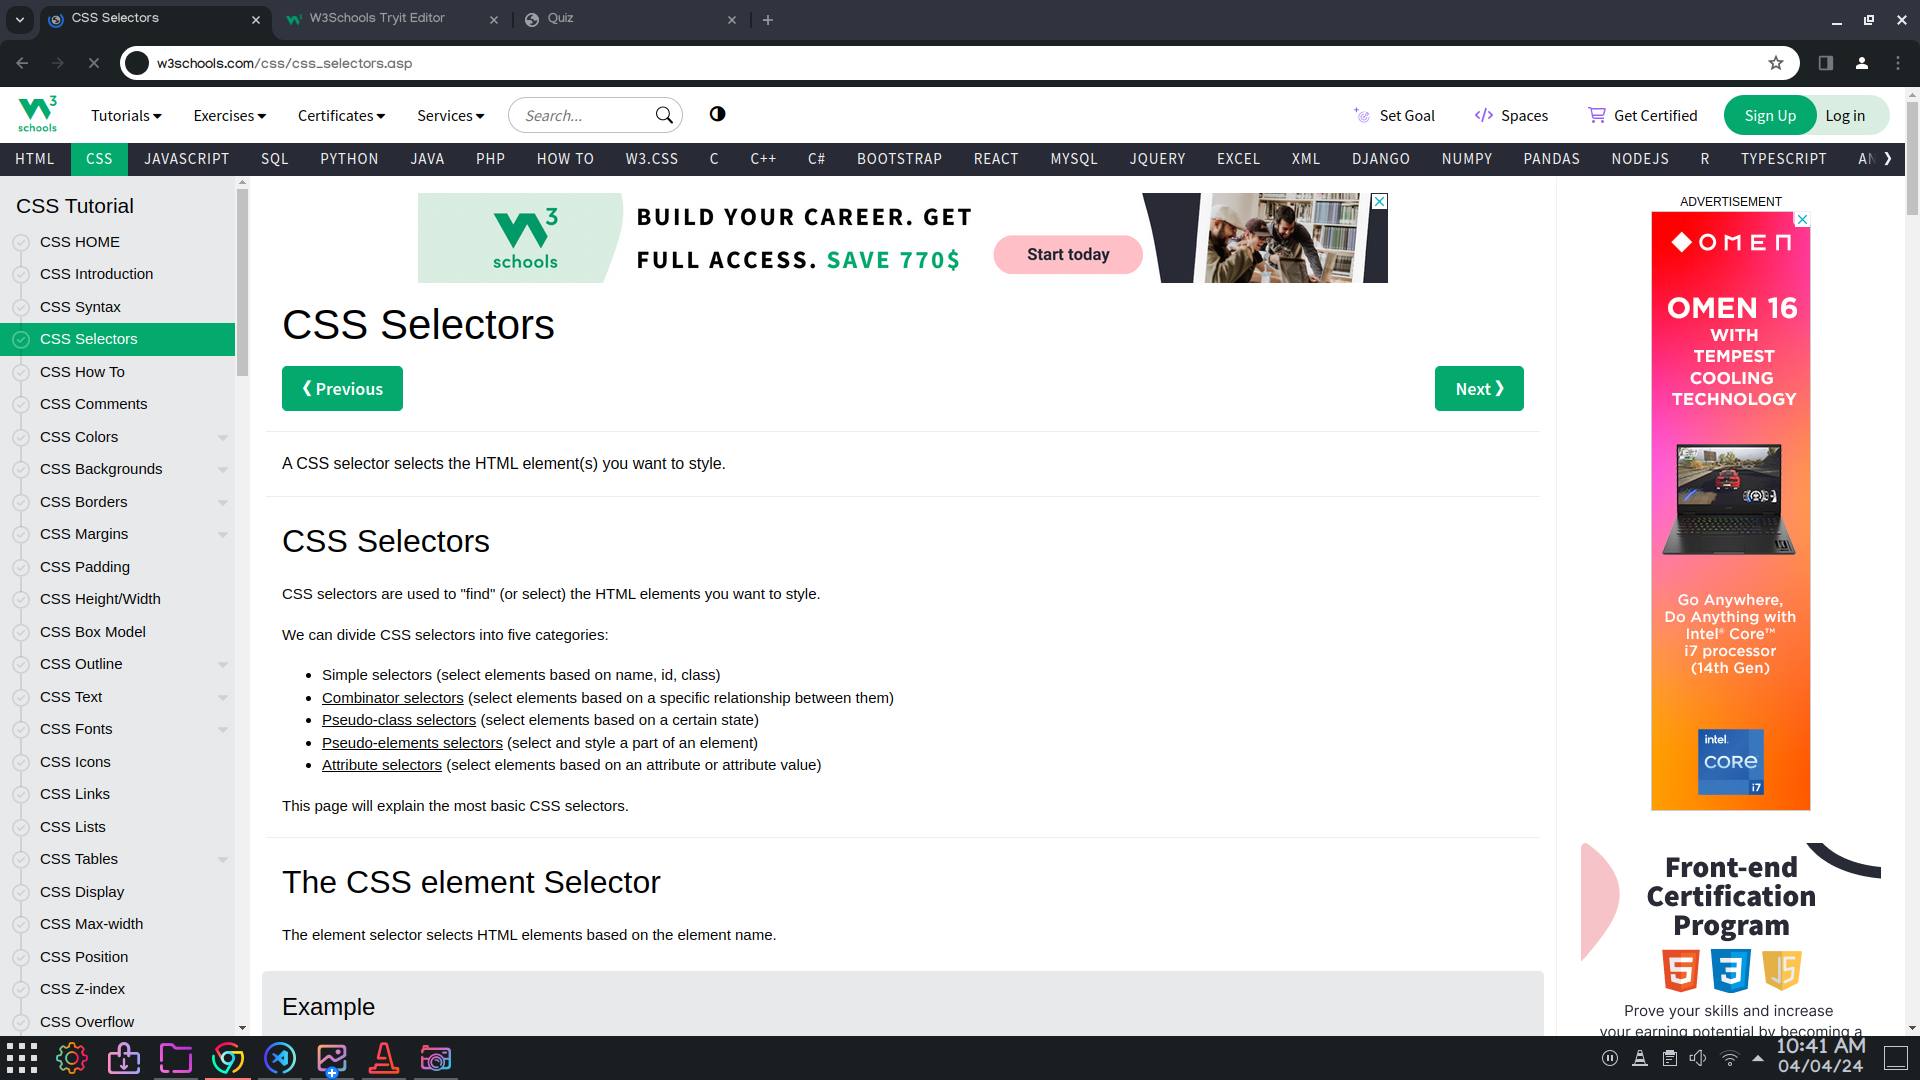 CSS Selectors
W3Schools Tryit Editor
Quiz
w3schools.com/css/css_selectors.asp
3
schools
Tutorials
Exercises
Certificates
Services
Search...
Set Goal
Spaces
Get Certified
Sign Up
Log in
HTML
CSS
JAVASCRIPT
SQL
PYTHON
JAVA
PHP
HOW TO
W3.CSS
C
C++
C#
BOOTSTRAP
REACT
MYSQL
JQUERY
EXCEL
XML
DJANGO
NUMPY
PANDAS
NODEJS
R
TYPESCRIPT
CSS Tutorial
CSS HOME
CSS Introduction
CSS Syntax
CSS Selectors
CSS How To
CSS Comments
CSS Colors
CSS Backgrounds
CSS Borders
CSS Margins
CSS Padding
CSS Height/Width
CSS Box Model
CSS Outline
CSS Text
CSS Fonts
CSS Icons
CSS Links
CSS Lists
CSS Tables
CSS Display
CSS Max-width
CSS Position
CSS Z-index
CSS Overflow
3
schools
BUILD YOUR CAREER. GET
FULL ACCESS. SAVE 770$
Start today
CSS Selectors
❮ Previous
Next ❯
A CSS selector selects the HTML element(s) you want to style.
CSS Selectors
CSS selectors are used to "find" (or select) the HTML elements you want to style.
We can divide CSS selectors into five categories:
• Simple selectors (select elements based on name, id, class)
• Combinator selectors (select elements based on a specific relationship between them)
• Pseudo-class selectors (select elements based on a certain state)
• Pseudo-elements selectors (select and style a part of an element)
• Attribute selectors (select elements based on an attribute or attribute value)
This page will explain the most basic CSS selectors.
The CSS element Selector
The element selector selects HTML elements based on the element name.
Example
ADVERTISEMENT
OMEN
OMEN 16
WITH
TEMPEST
COOLING
TECHNOLOGY
Go Anywhere,
Do Anything with
Intel® Core™
i7 processor
(14th Gen)
intel.
CORE
i7
Front-end
Certification
Program
5
3
JS
Prove your skills and increase
your earning potential by becoming a
10:41 AM
04/04/24